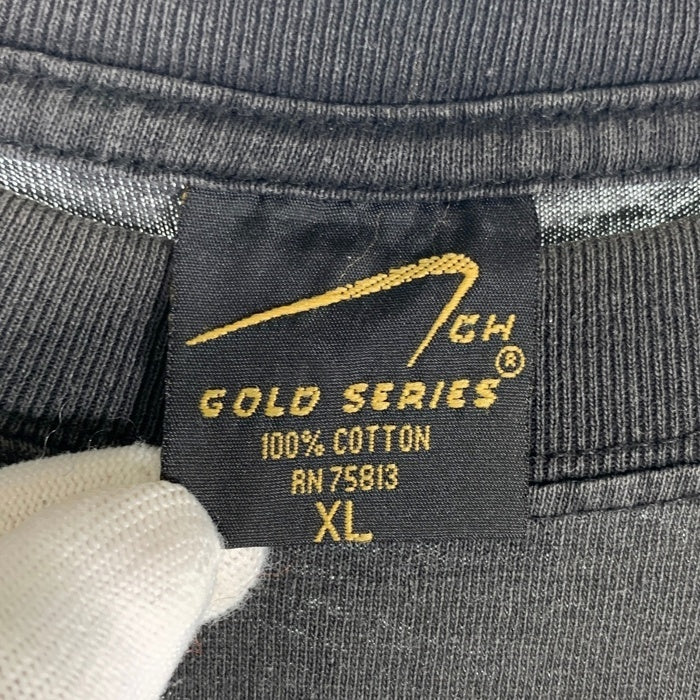 CH
GOLD SERIES®
100% COTTON
RN 75813
XL